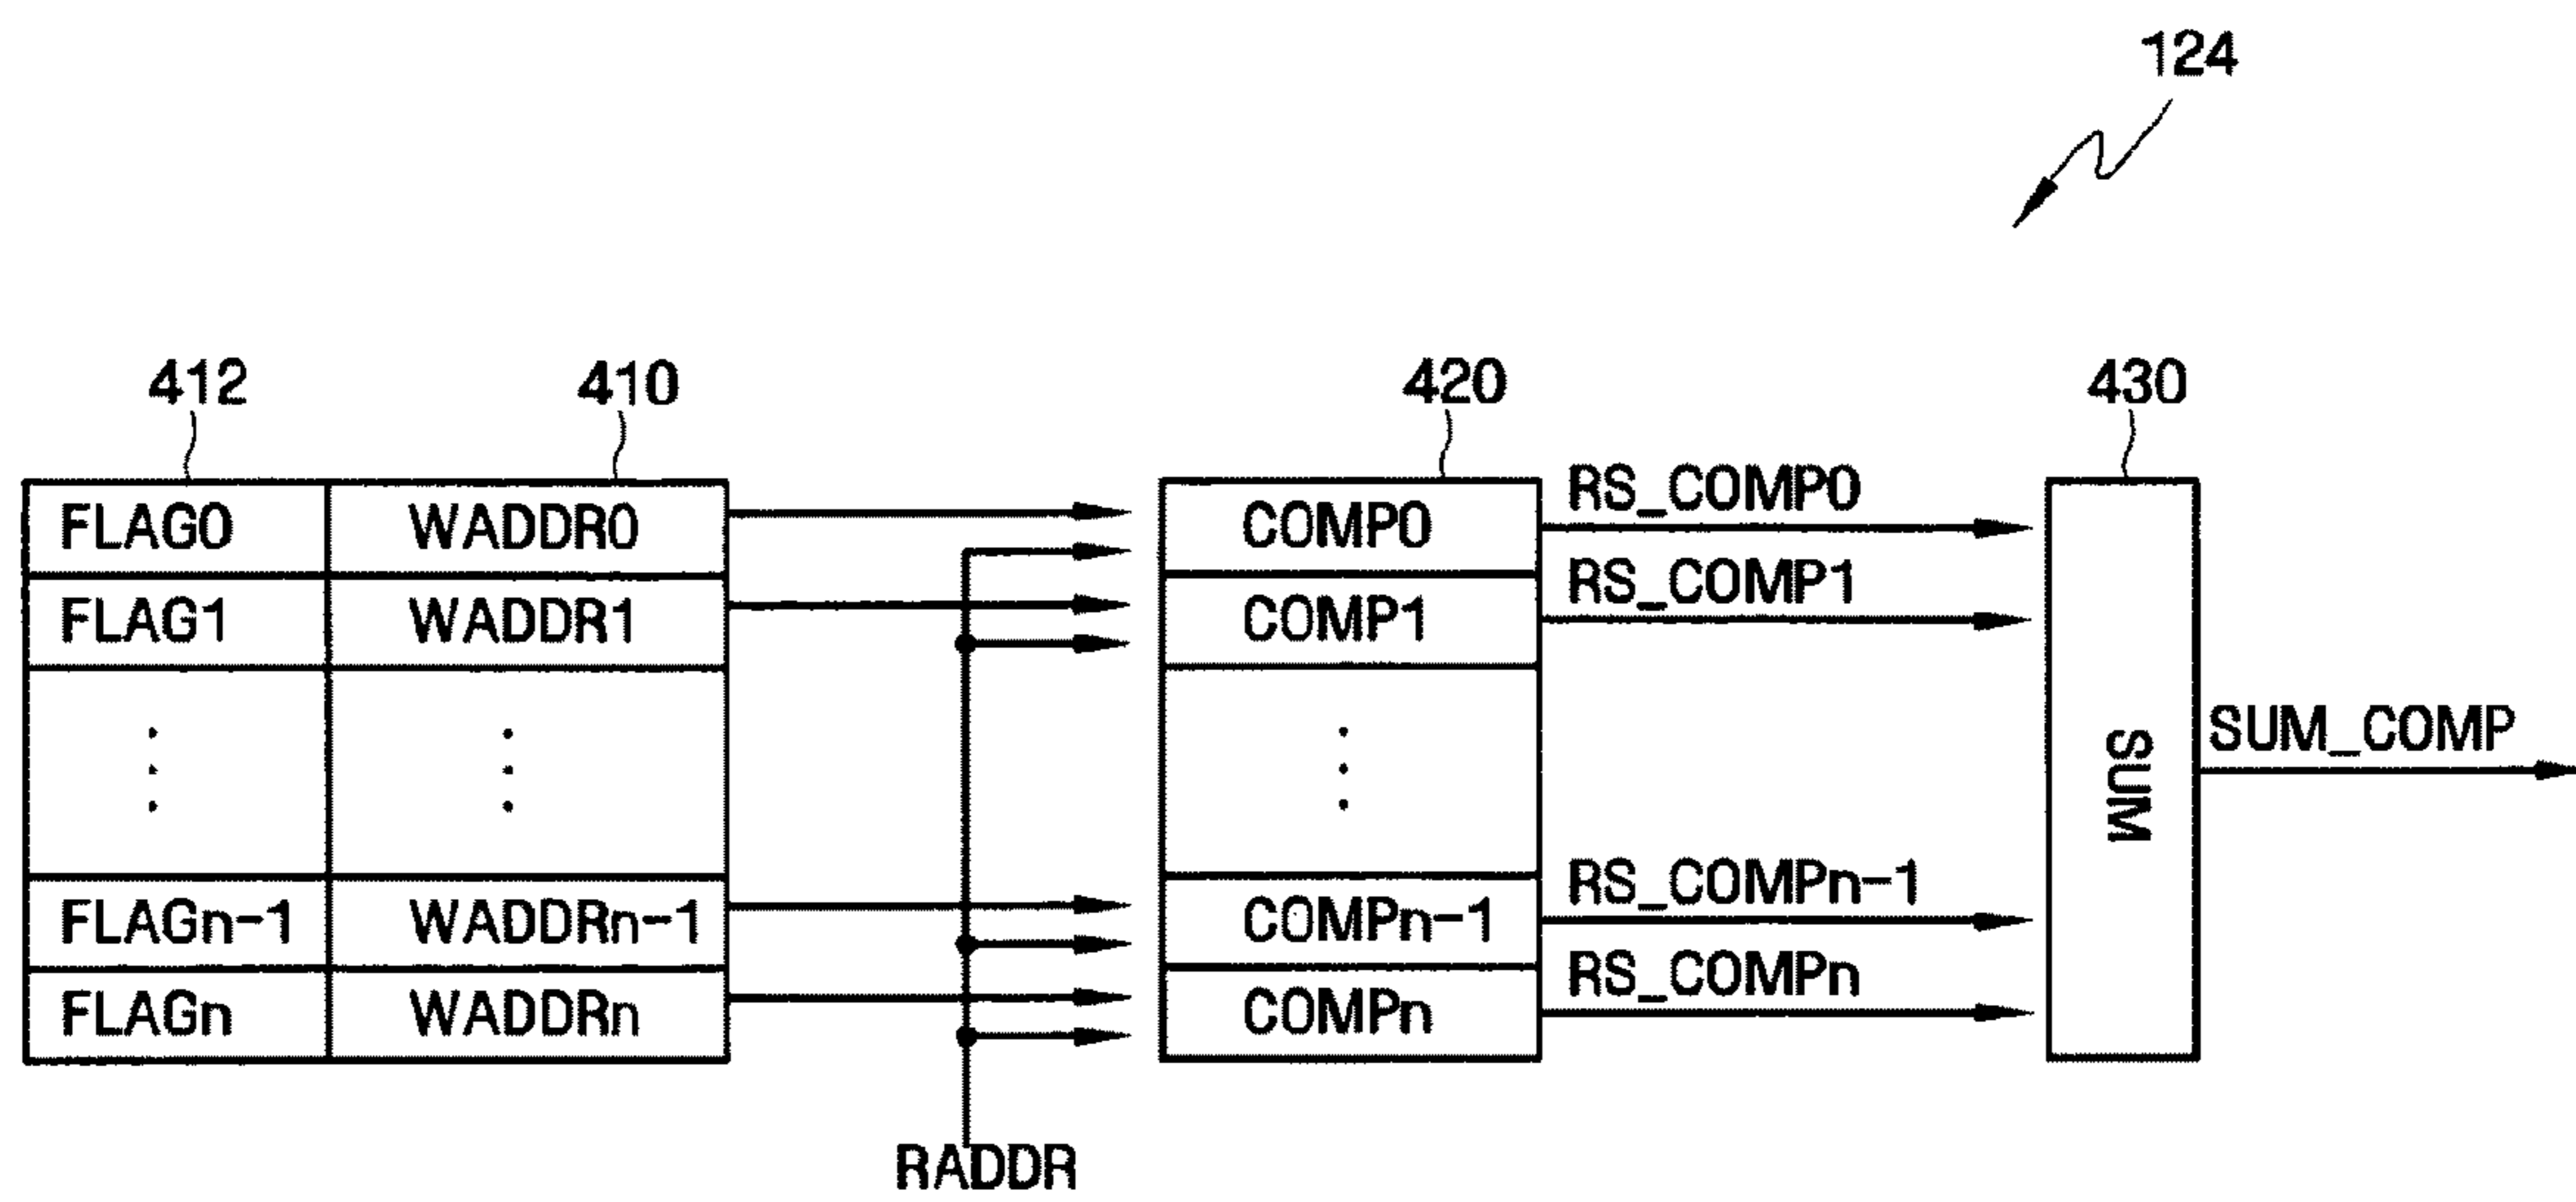 124
412 410 420 430
FLAG0 WADDR0 COMP0 RS_COMP0
FLAG1 WADDR1 COMP1 RS_COMP1
SUM
SUM_COMP
FLAGn-1 WADDRn-1 COMPn-1 RS_COMPn-1
FLAGn WADDRn COMPn RS_COMPn
RADDR